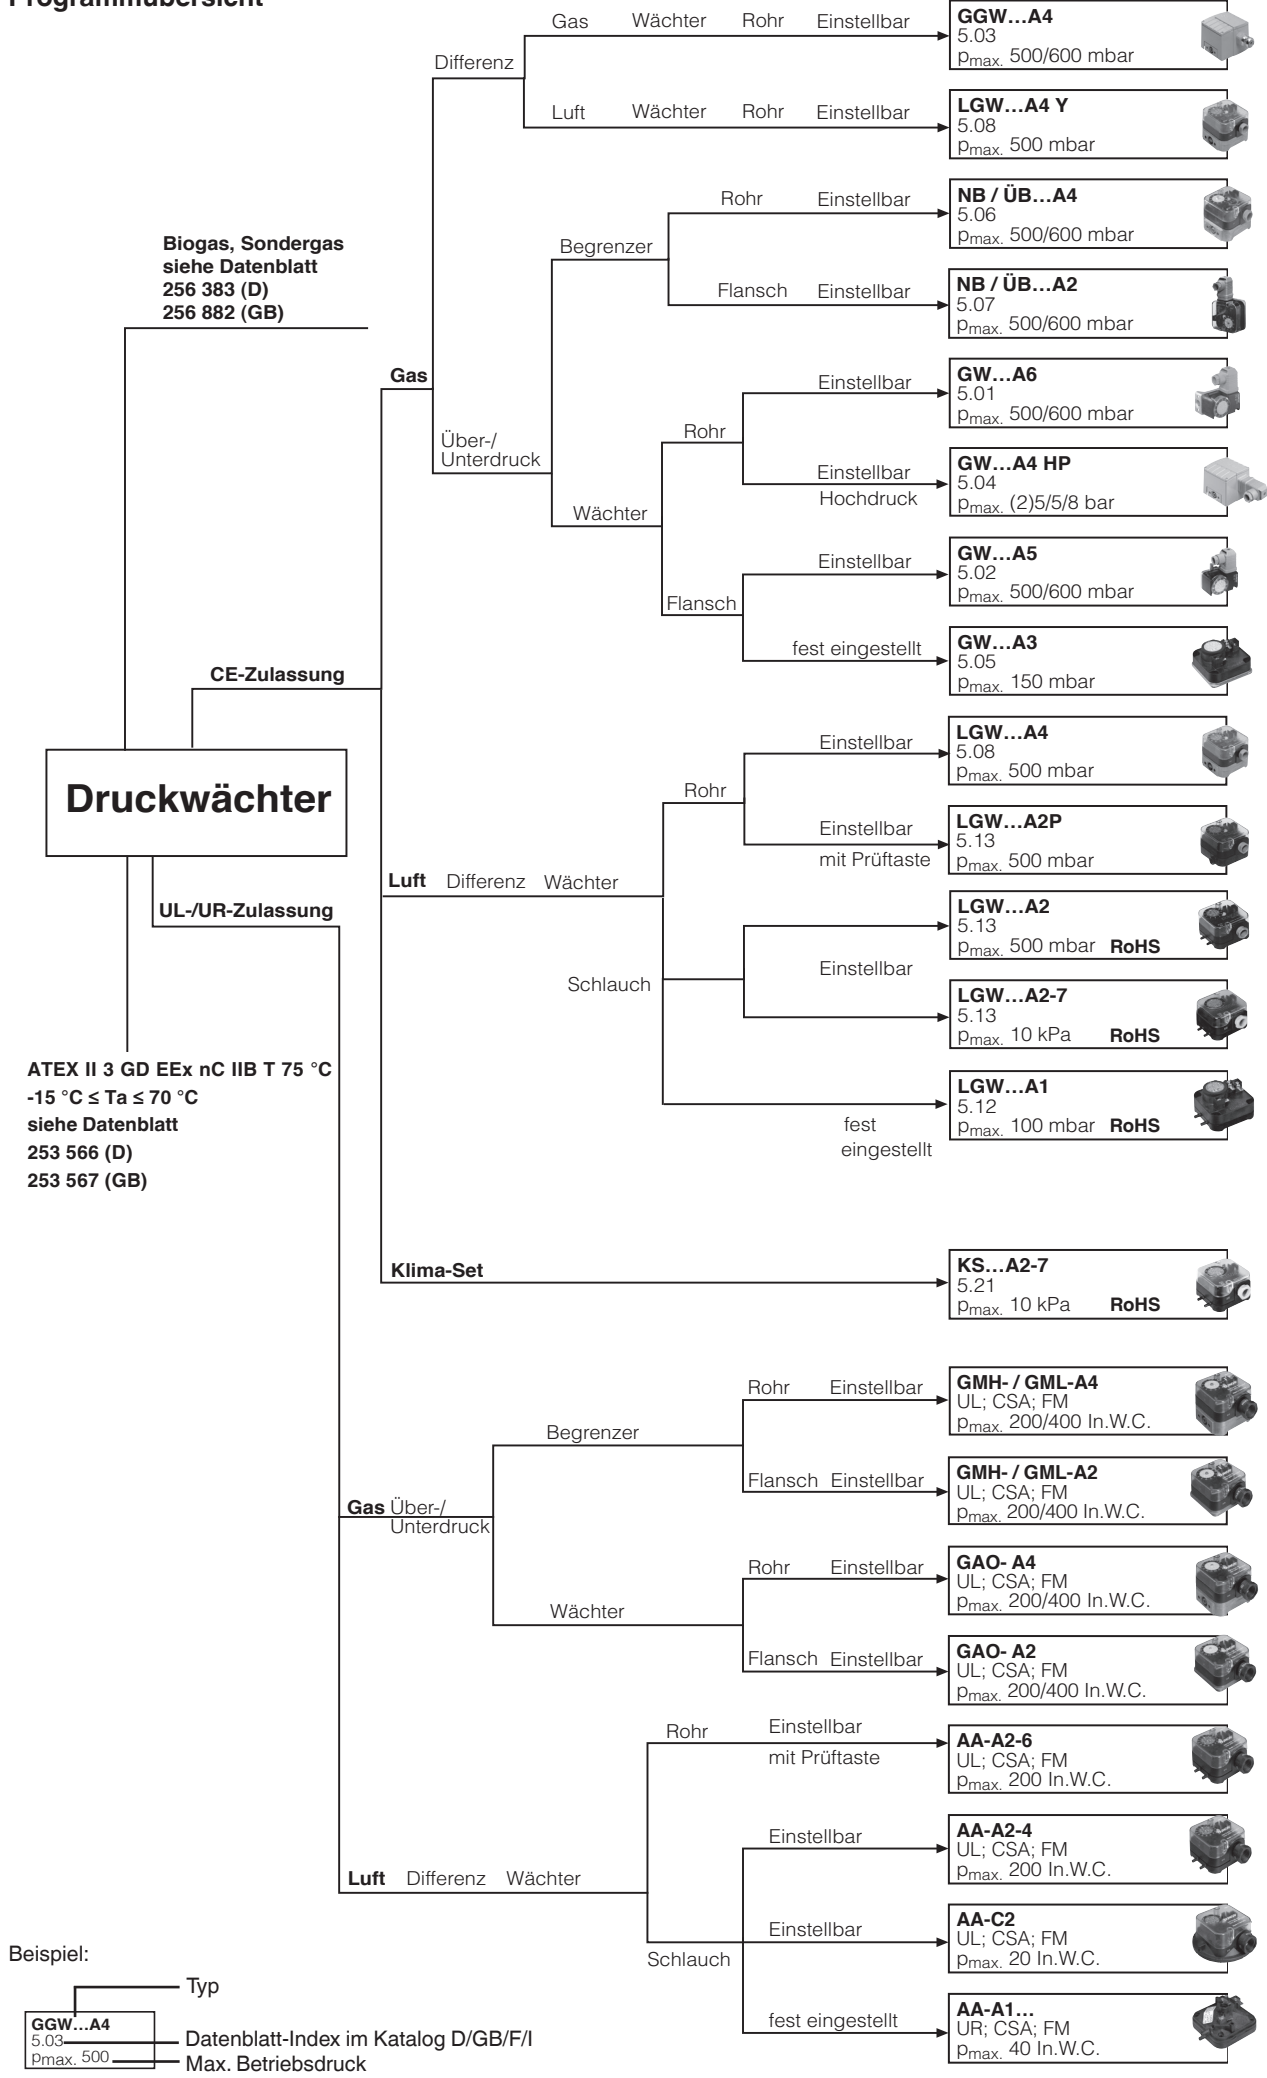 Programmübersicht
Gas Wächter Rohr Einstellbar
GGW…A4
5.03
pmax. 500/600 mbar
Differenz
Luft Wächter Rohr Einstellbar
LGW…A4 Y
5.08
pmax. 500 mbar
Rohr Einstellbar
NB / ÜB…A4
5.06
pmax. 500/600 mbar
Biogas, Sondergas
siehe Datenblatt
256 383 (D)
256 882 (GB)
Begrenzer
Flansch Einstellbar
NB / ÜB…A2
5.07
pmax. 500/600 mbar
Gas
Einstellbar
GW…A6
5.01
pmax. 500/600 mbar
Über-/
Unterdruck
Rohr
Einstellbar
Hochdruck
GW…A4 HP
5.04
pmax. (2)5/5/8 bar
Wächter
Einstellbar
GW…A5
5.02
pmax. 500/600 mbar
Flansch
fest eingestellt
GW…A3
5.05
pmax. 150 mbar
CE-Zulassung
Druckwächter
Einstellbar
LGW…A4
5.08
pmax. 500 mbar
Rohr
Einstellbar
mit Prüftaste
LGW…A2P
5.13
pmax. 500 mbar
Luft Differenz Wächter
UL-/UR-Zulassung
LGW…A2
5.13
pmax. 500 mbar RoHS
Schlauch
Einstellbar
LGW…A2-7
5.13
pmax. 10 kPa RoHS
ATEX II 3 GD EEx nC IIB T 75 °C
-15 °C ≤ Ta ≤ 70 °C
siehe Datenblatt
253 566 (D)
253 567 (GB)
fest
eingestellt
LGW…A1
5.12
pmax. 100 mbar RoHS
Klima-Set
KS…A2-7
5.21
pmax. 10 kPa RoHS
Rohr Einstellbar
GMH- / GML-A4
UL; CSA; FM
pmax. 200/400 In.W.C.
Begrenzer
Flansch Einstellbar
GMH- / GML-A2
UL; CSA; FM
pmax. 200/400 In.W.C.
Gas Über-/
Unterdruck
Rohr Einstellbar
GAO- A4
UL; CSA; FM
pmax. 200/400 In.W.C.
Wächter
Flansch Einstellbar
GAO- A2
UL; CSA; FM
pmax. 200/400 In.W.C.
Rohr
Einstellbar
mit Prüftaste
AA-A2-6
UL; CSA; FM
pmax. 200 In.W.C.
Einstellbar
AA-A2-4
UL; CSA; FM
pmax. 200 In.W.C.
Luft Differenz Wächter
Einstellbar
AA-C2
UL; CSA; FM
pmax. 20 In.W.C.
Schlauch
fest eingestellt
AA-A1…
UR; CSA; FM
pmax. 40 In.W.C.
Beispiel:
Typ
GGW…A4
5.03
pmax. 500
Datenblatt-Index im Katalog D/GB/F/I
Max. Betriebsdruck